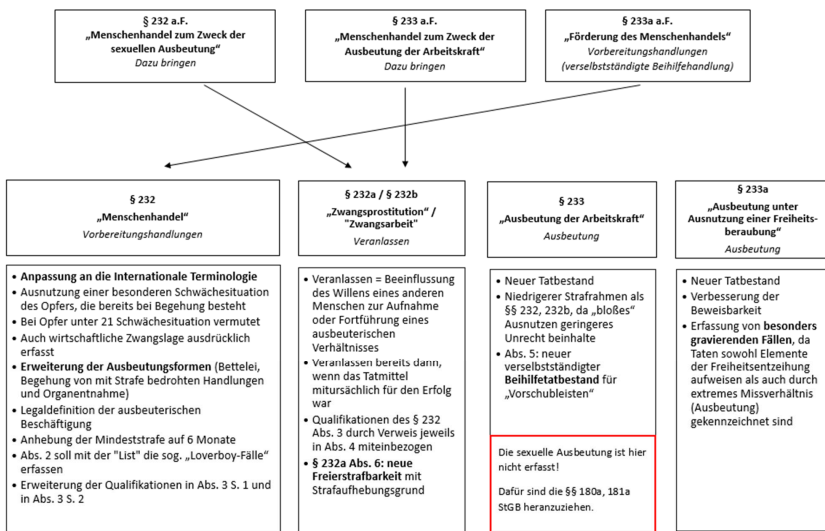 § 232 a.F.
„Menschenhandel zum Zweck der
sexuellen Ausbeutung“
Dazu bringen
§ 233 a.F.
„Menschenhandel zum Zweck der
Ausbeutung der Arbeitskraft“
Dazu bringen
§ 233a a.F.
„Förderung des Menschenhandels“
Vorbereitungshandlungen
(verselbstständigte Beihilfehandlung)
§ 232
„Menschenhandel“
Vorbereitungshandlungen
• Anpassung an die Internationale Terminologie
• Ausnutzung einer besonderen Schwächesituation
des Opfers, die bereits bei Begehung besteht
• Bei Opfer unter 21 Schwächesituation vermutet
• Auch wirtschaftliche Zwangslage ausdrücklich
erfasst
• Erweiterung der Ausbeutungsformen (Bettelei,
Begehung von mit Strafe bedrohten Handlungen
und Organentnahme)
• Legaldefinition der ausbeuterischen
Beschäftigung
• Anhebung der Mindeststrafe auf 6 Monate
• Abs. 2 soll mit der "List" die sog. „Loverboy-Fälle“
erfassen
• Erweiterung der Qualifikationen in Abs. 3 S. 1 und
in Abs. 3 S. 2
§ 232a / § 232b
„Zwangsprostitution“ /
"Zwangsarbeit"
Veranlassen
• Veranlassen = Beeinflussung
des Willens eines anderen
Menschen zur Aufnahme
oder Fortführung eines
ausbeuterischen
Verhältnisses
• Veranlassen bereits dann,
wenn das Tatmittel
mitursächlich für den Erfolg
war
• Qualifikationen des § 232
Abs. 3 durch Verweis jeweils
in Abs. 4 miteinbezogen
• § 232a Abs. 6: neue
Freierstrafbarkeit mit
Strafaufhebungsgrund
§ 233
„Ausbeutung der Arbeitskraft“
Ausbeutung
• Neuer Tatbestand
• Niedrigerer Strafrahmen als
§§ 232, 232b, da „bloßes“
Ausnutzen geringeres
Unrecht beinhalte
• Abs. 5: neuer
verselbstständigter
Beihilfetatbestand für
„Vorschubleisten“
Die sexuelle Ausbeutung ist hier
nicht erfasst!
Dafür sind die §§ 180a, 181a
StGB heranzuziehen.
§ 233a
„Ausbeutung unter
Ausnutzung einer Freiheits-
beraubung“
Ausbeutung
• Neuer Tatbestand
• Verbesserung der
Beweisbarkeit
• Erfassung von besonders
gravierenden Fällen, da
Taten sowohl Elemente
der Freiheitsentzeihung
aufweisen als auch durch
extremes Missverhältnis
(Ausbeutung)
gekennzeichnet sind